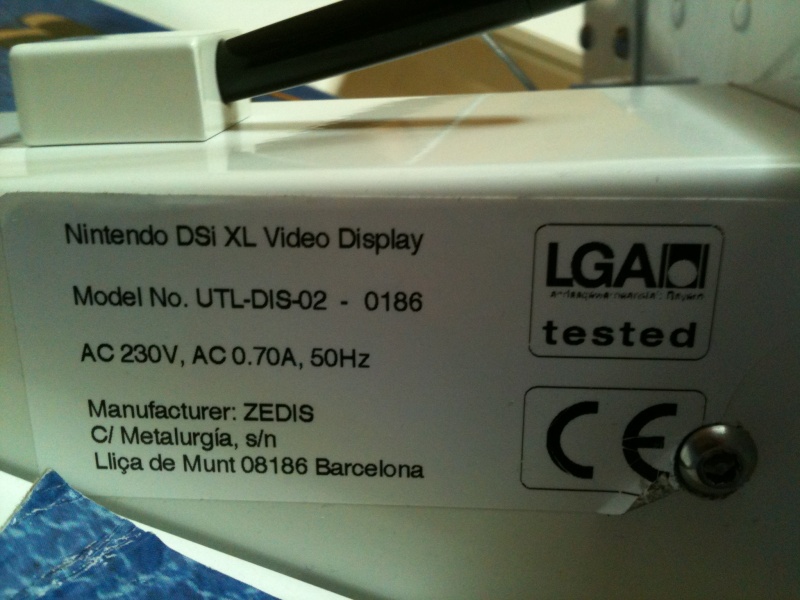 Nintendo DSi XL Video Display
Model No. UTL-DIS-02 - 0186
AC 230V, AC 0.70A, 50Hz
Manufacturer: ZEDIS
C/ Metalurgía, s/n
Lliça de Munt 08186 Barcelona
LGA
tested
CE